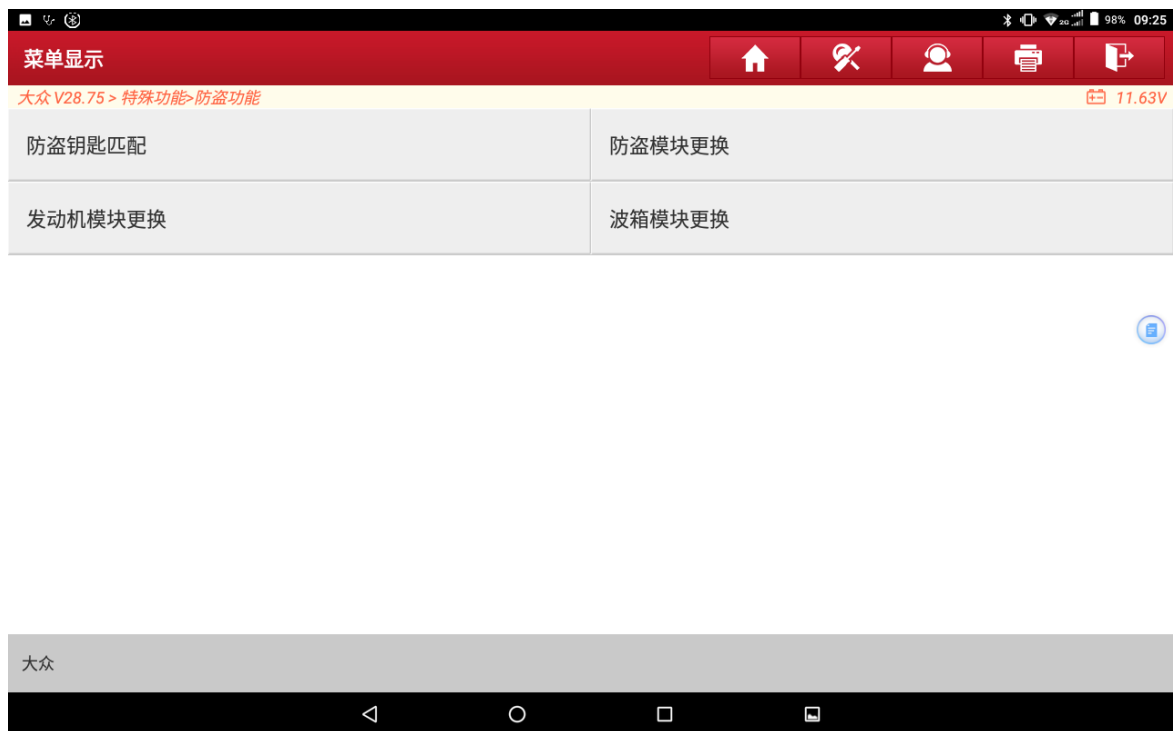 98% 09:25
菜单显示
大众 V28.75 > 特殊功能>防盗功能 11.63V
防盗钥匙匹配 防盗模块更换
发动机模块更换 波箱模块更换
大众